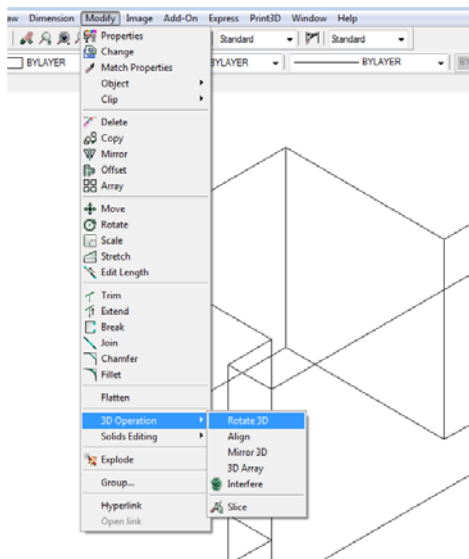 aw Dimension Modify Image Add-On Express Print3D Window Help
Standard Standard
BYLAYER YLAYER BYLAYER BY
Properties
Change
Match Properties
Object
Clip
Delete
Copy
Mirror
Offset
Array
Move
Rotate
Scale
Stretch
Edit Length
Trim
Extend
Break
Join
Chamfer
Fillet
Flatten
3D Operation
Rotate 3D
Solids Editing
Align
Mirror 3D
Explode
3D Array
Group...
Interfere
Hyperlink
Slice
Open link